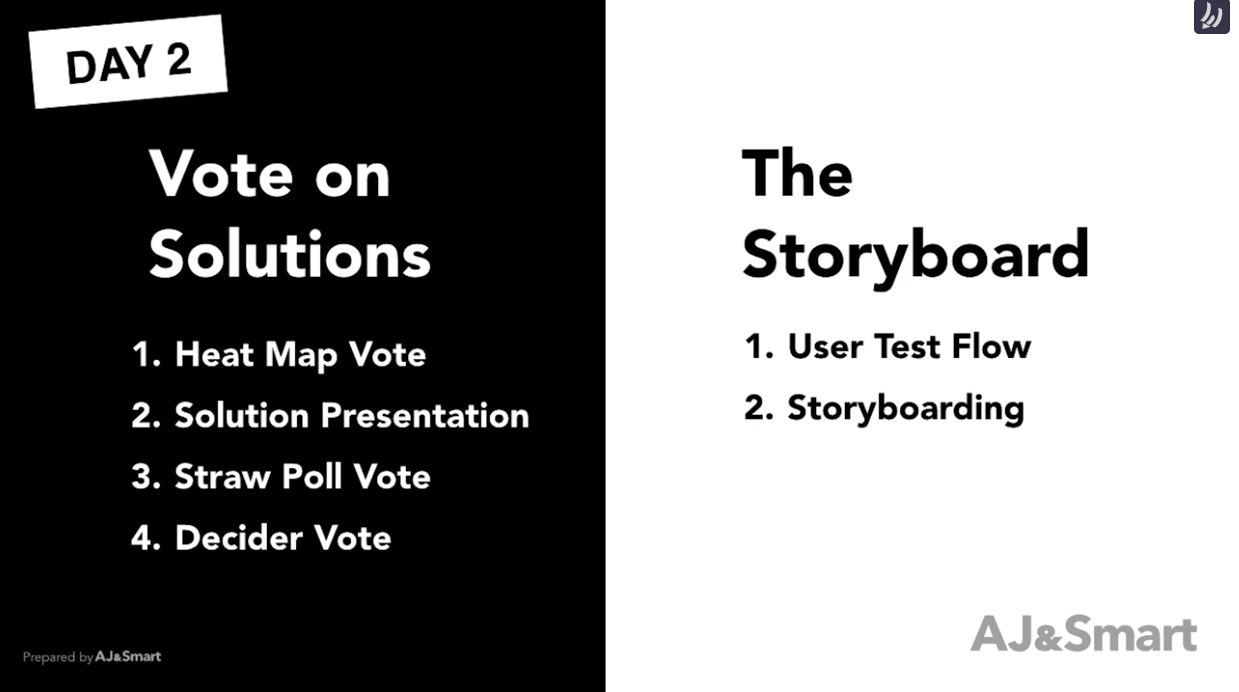 DAY 2
Vote on
Solutions
1. Heat Map Vote
2. Solution Presentation
3. Straw Poll Vote
4. Decider Vote
Prepared by AJ&Smart
The
Storyboard
1. User Test Flow
2. Storyboarding
AJ&Smart